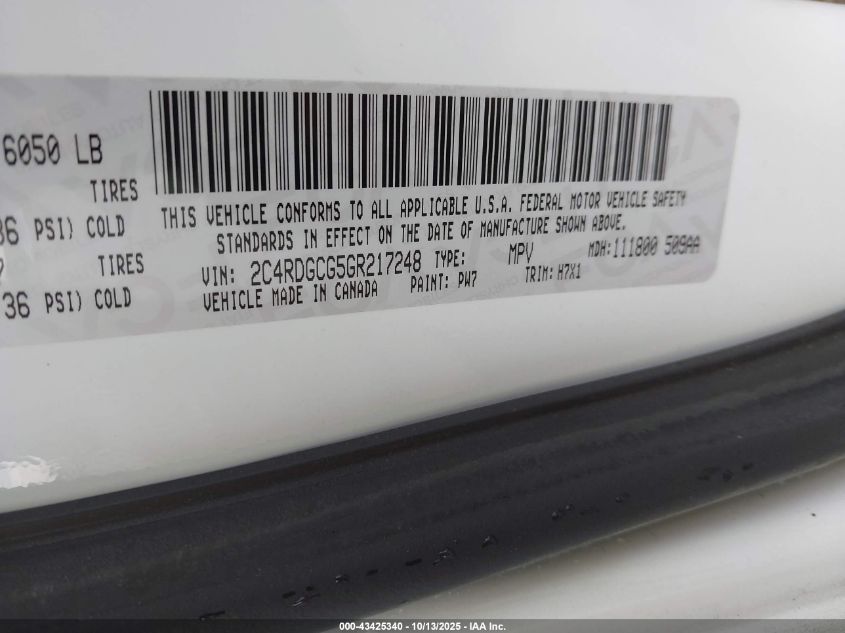 6050 LB
TIRES
36 PSI) COLD
TIRES
36 PSI) COLD
THIS VEHICLE CONFORMS TO ALL APPLICABLE U.S.A. FEDERAL MOTOR VEHICLE SAFETY
STANDARDS IN EFFECT ON THE DATE OF MANUFACTURE SHOWN ABOVE.
VIN: 2C4RDGCG5GR217248 TYPE: MPV MDH:111800 509AA
VEHICLE MADE IN CANADA PAINT: PW7 TRIM: H7X1
000-43425340 - 10/13/2025 - IAA Inc.